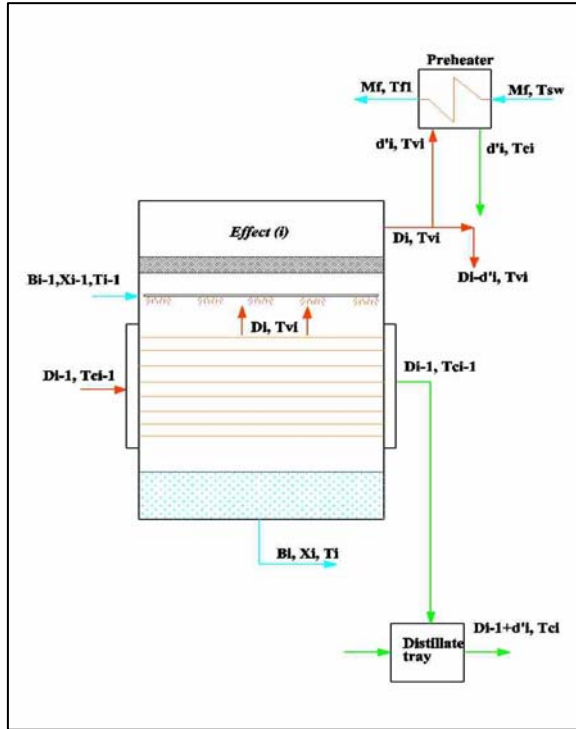 Preheater
Mf, Tf1
Mf, Tsw
d'i, Tvi
d'i, Tci
Effect (i)
Di, Tvi
Di-d'i, Tvi
Bi-1,Xi-1,Ti-1
Di, Tvi
Di-1, Tci-1
Di-1, Tci-1
Bi, Xi, Ti
Di-1+d'i, Tci
Distillate
tray